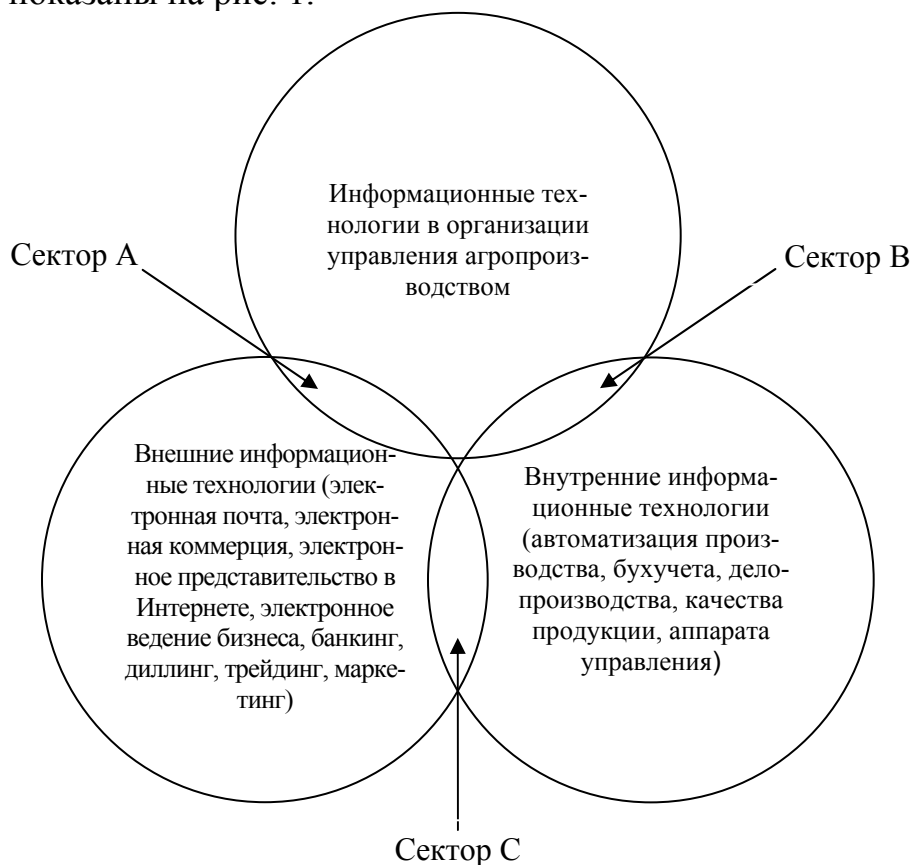 показаны на рис. 1.
Информационные тех-
нологии в организации
управления агропроиз-
водством
Сектор А
Сектор В
Внешние информацион-
ные технологии (элек-
тронная почта, электрон-
ная коммерция, электрон-
ное представительство в
Интернете, электронное
ведение бизнеса, банкинг,
диллинг, трейдинг, марке-
тинг)
Внутренние информа-
ционные технологии
(автоматизация произ-
водства, бухучета, дело-
производства, качества
продукции, аппарата
управления)
Сектор С